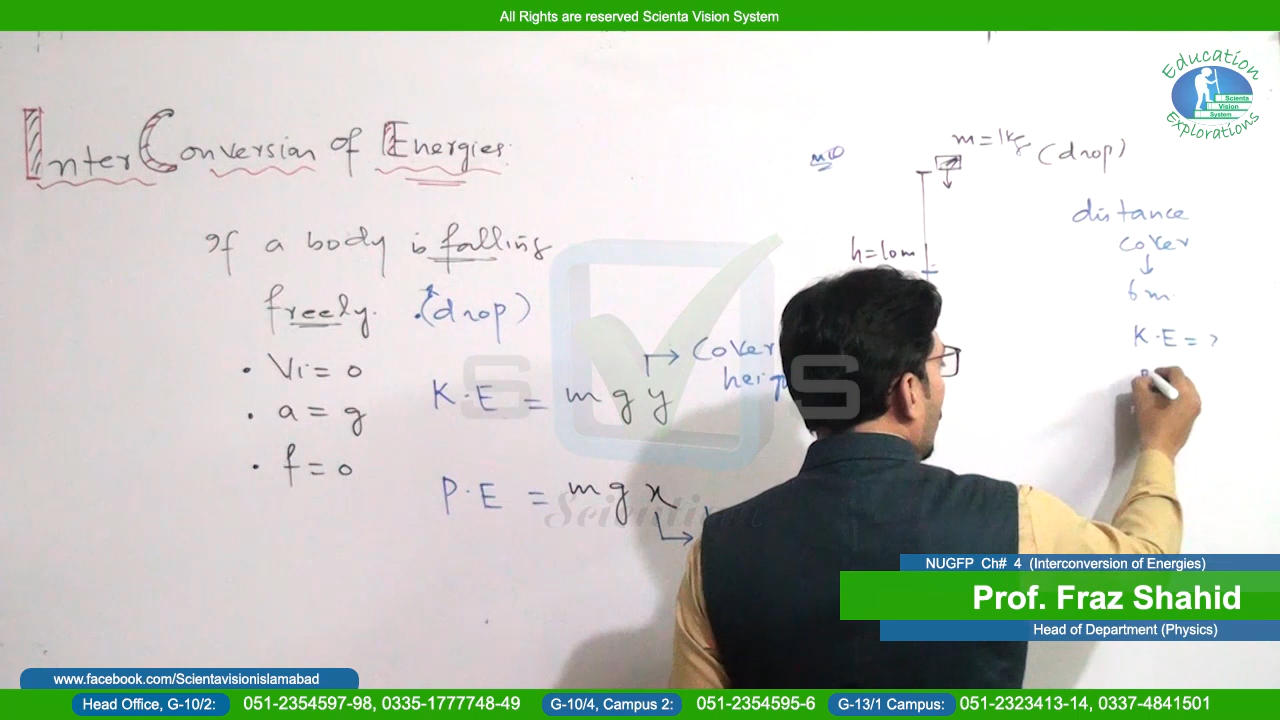 All Rights are reserved Scienta Vision System
Education
Scienta
Vision
System
Explorations
InterConversion of Energies.
If a body is falling
freely. .(drop)
• Vi = 0
• a = g
• f = 0
K.E = mgy
Cover
P.E = mgx
m = 1kg (drop)
h = 10m
distance
cover
6m
K.E = ?
S S
NUGFP Ch# 4 (Interconversion of Energies)
Prof. Fraz Shahid
Head of Department (Physics)
www.facebook.com/Scientavisionislamabad
Head Office, G-10/2: 051-2354597-98, 0335-1777748-49 G-10/4, Campus 2: 051-2354595-6 G-13/1 Campus: 051-2323413-14, 0337-4841501